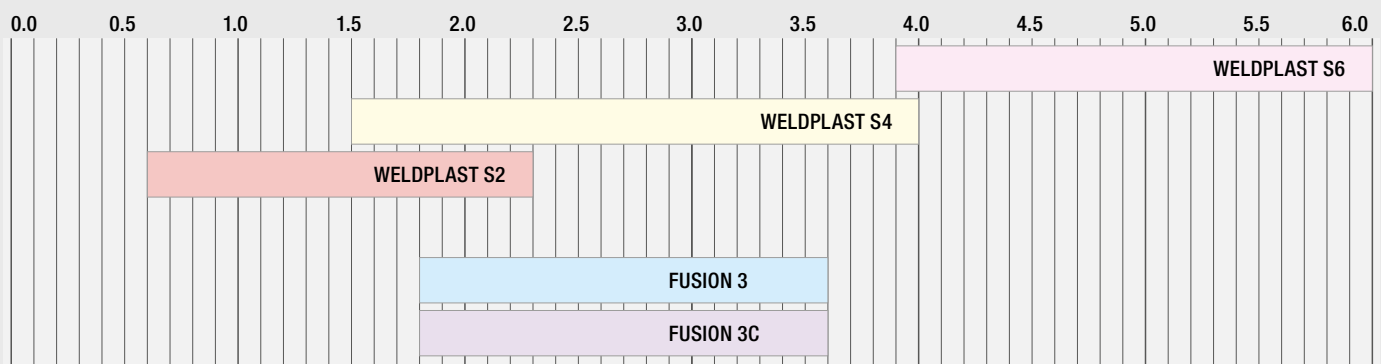 0.0 0.5 1.0 1.5 2.0 2.5 3.0 3.5 4.0 4.5 5.0 5.5 6.0
WELDPLAST S6
WELDPLAST S4
WELDPLAST S2
FUSION 3
FUSION 3C